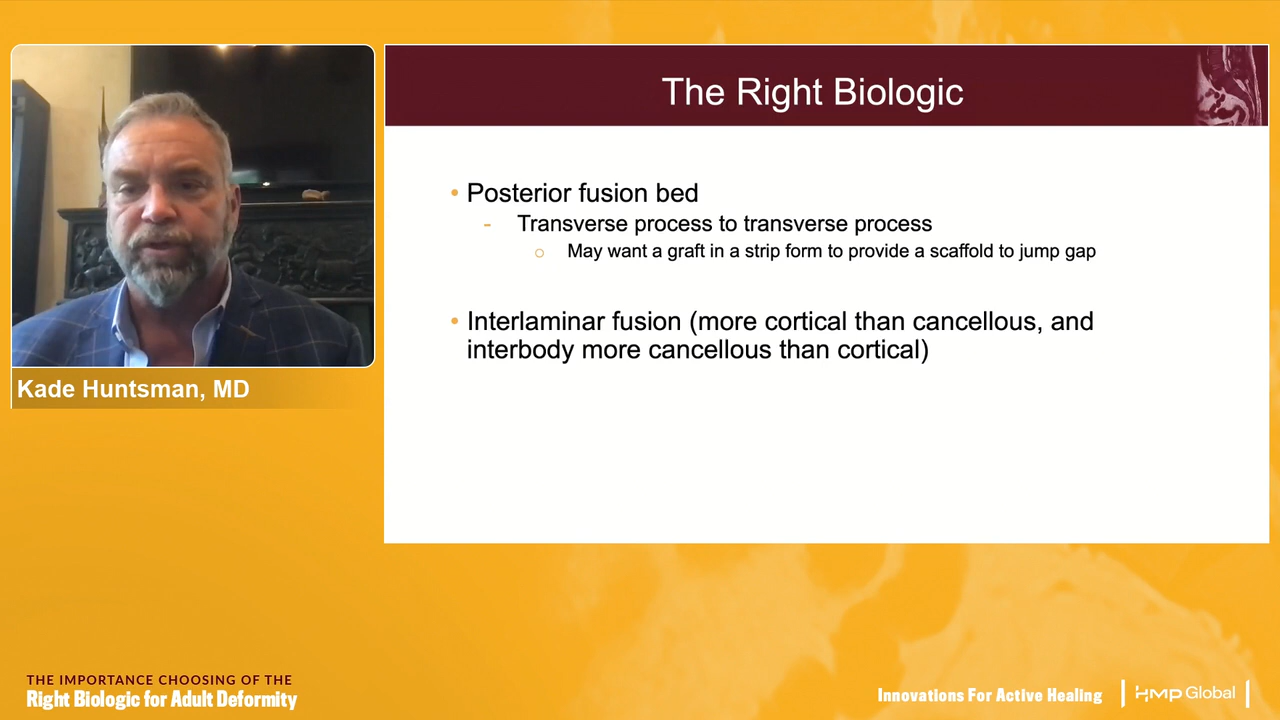 The Right Biologic
• Posterior fusion bed
- Transverse process to transverse process
○ May want a graft in a strip form to provide a scaffold to jump gap
• Interlaminar fusion (more cortical than cancellous, and
interbody more cancellous than cortical)
Kade Huntsman, MD
THE IMPORTANCE CHOOSING OF THE
Right Biologic for Adult Deformity
Innovations For Active Healing
HMP Global